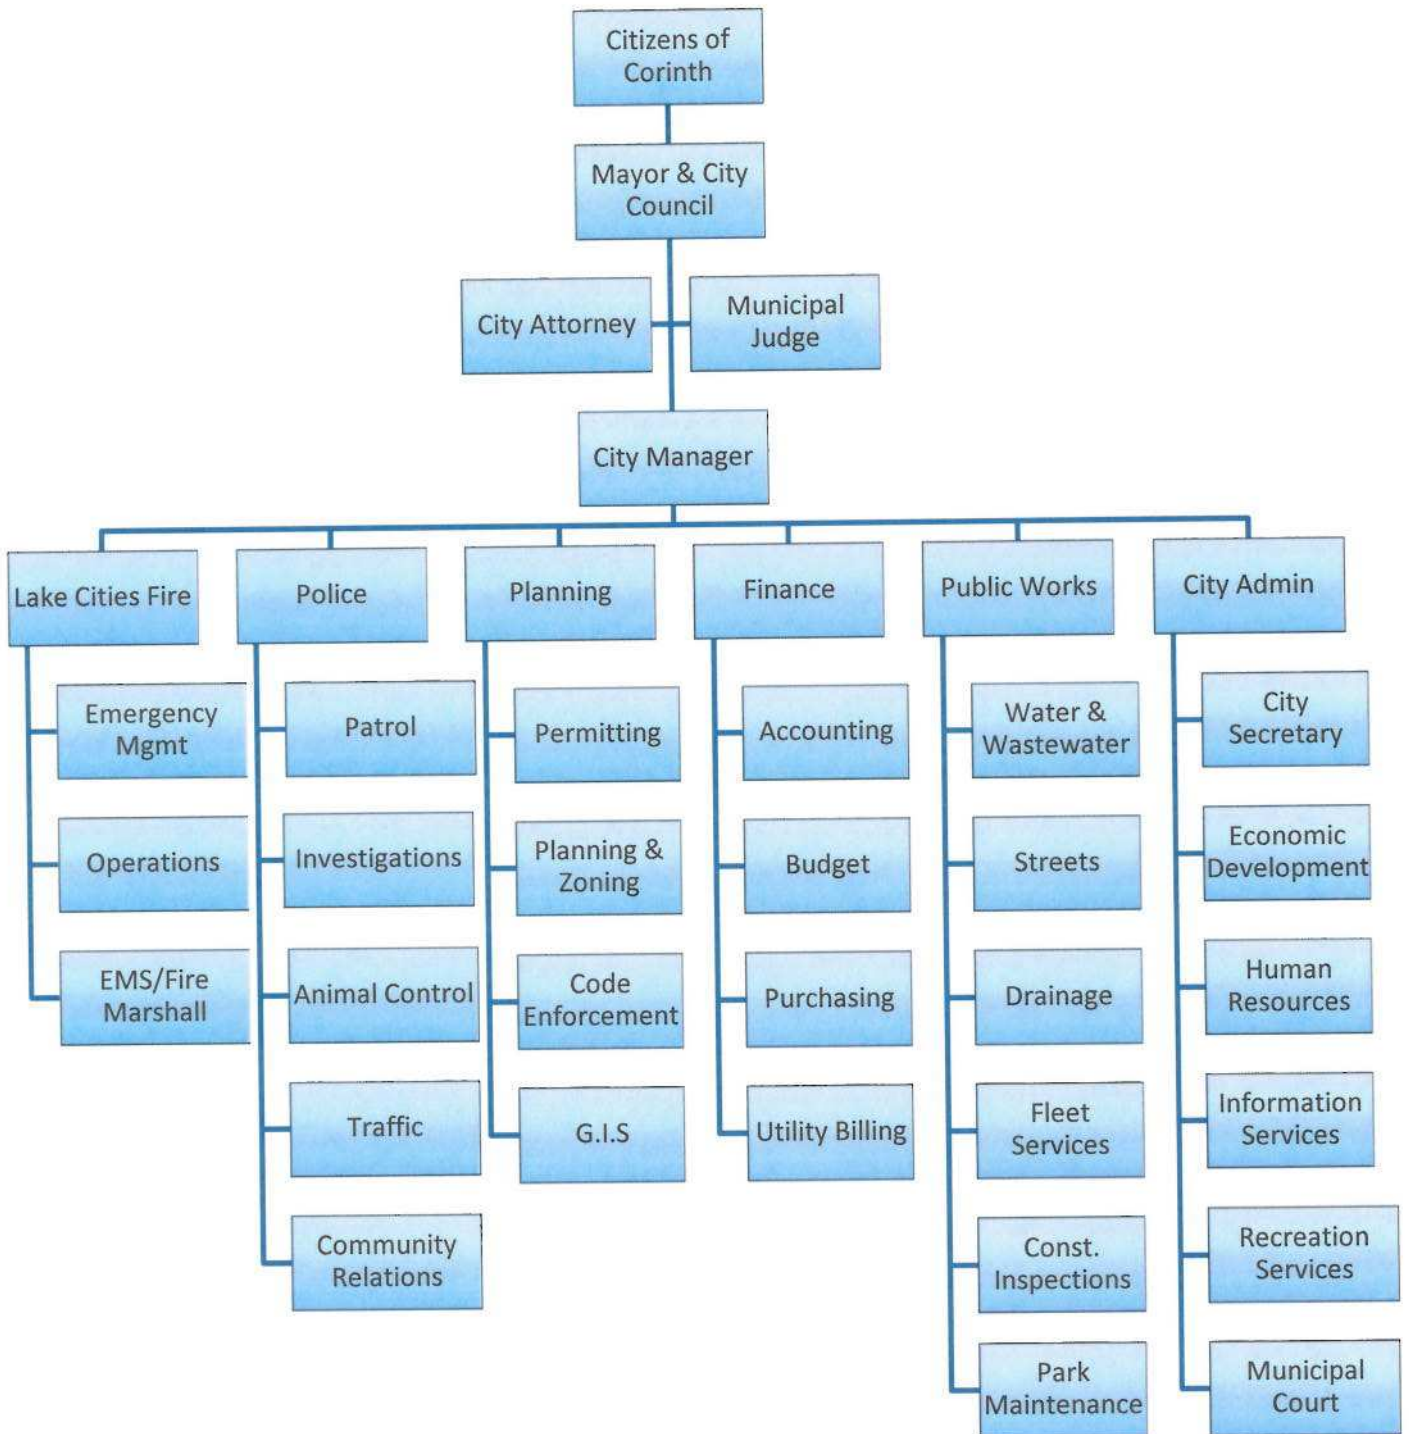 Citizens of
Corinth
Mayor & City
Council
City Attorney
Municipal
Judge
City Manager
Lake Cities Fire
Police
Planning
Finance
Public Works
City Admin
Emergency
Mgmt
Operations
EMS/Fire
Marshall
Patrol
Investigations
Animal Control
Traffic
Community
Relations
Permitting
Planning &
Zoning
Code
Enforcement
G.I.S
Accounting
Budget
Purchasing
Utility Billing
Water &
Wastewater
Streets
Drainage
Fleet
Services
Const.
Inspections
Park
Maintenance
City
Secretary
Economic
Development
Human
Resources
Information
Services
Recreation
Services
Municipal
Court